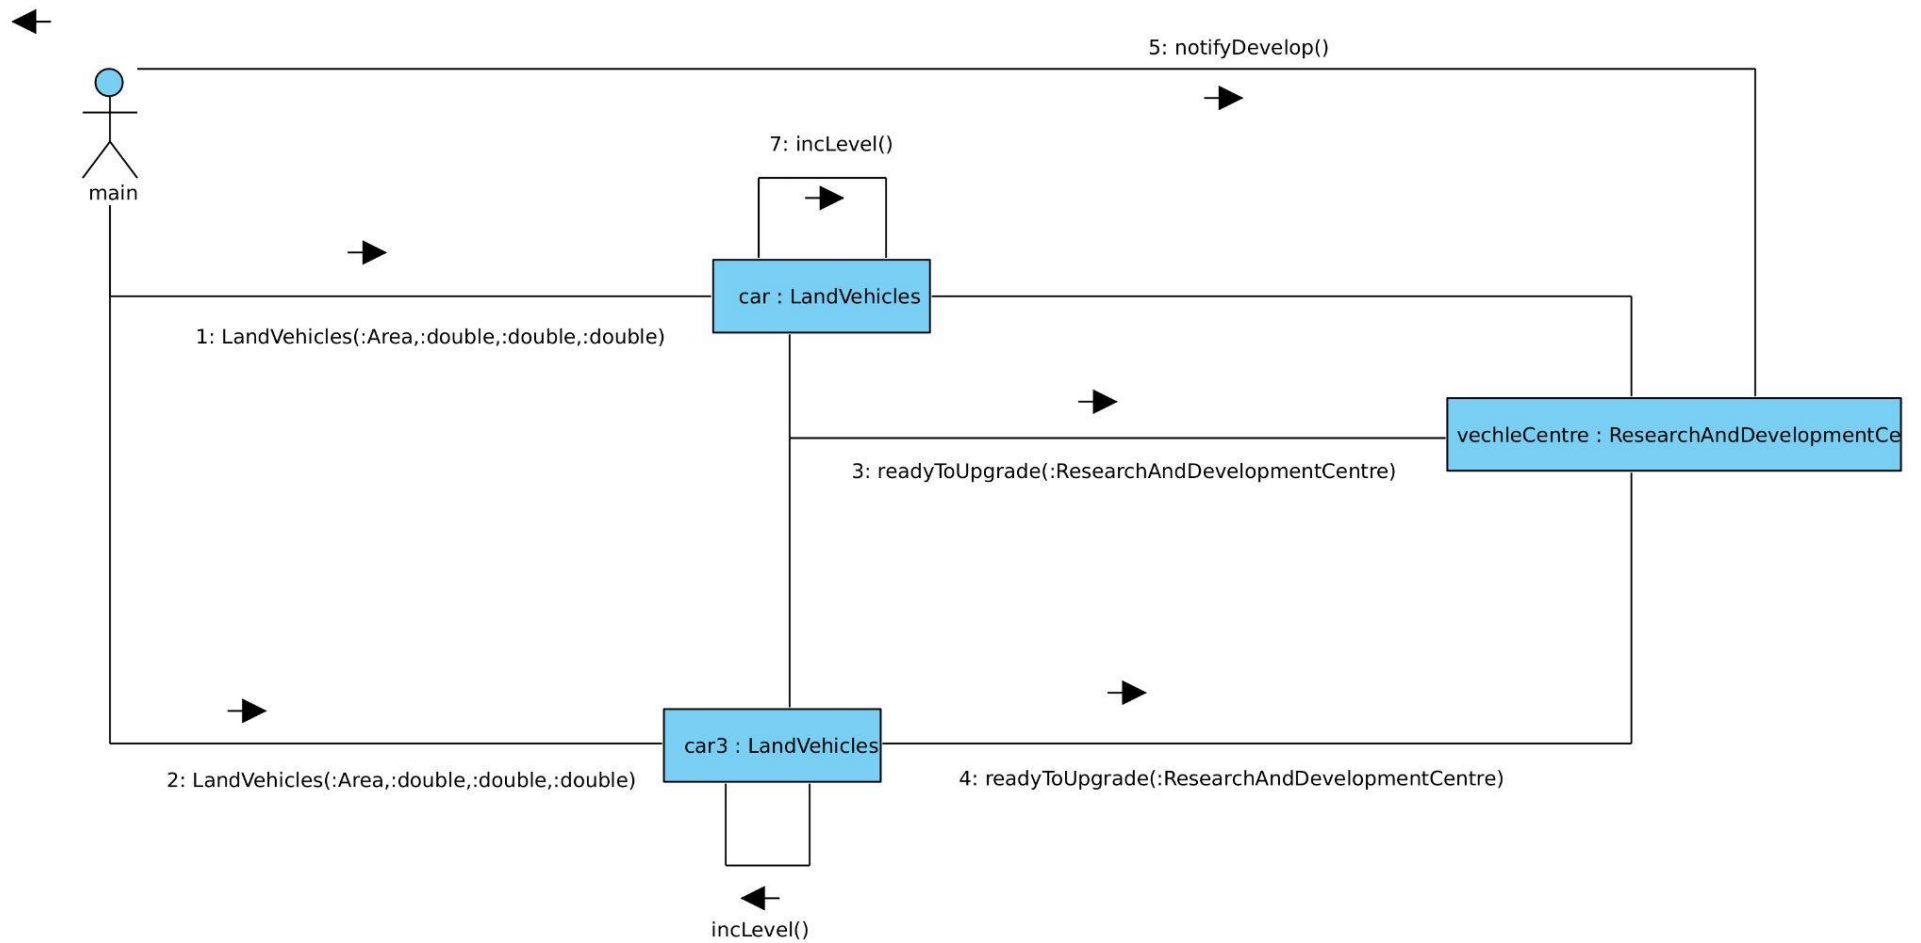 5: notifyDevelop()
7: incLevel()
main
car : LandVehicles
1: LandVehicles(:Area,:double,:double,:double)
vechleCentre : ResearchAndDevelopmentCe
3: readyToUpgrade(:ResearchAndDevelopmentCentre)
car3 : LandVehicles
2: LandVehicles(:Area,:double,:double,:double)
4: readyToUpgrade(:ResearchAndDevelopmentCentre)
incLevel()